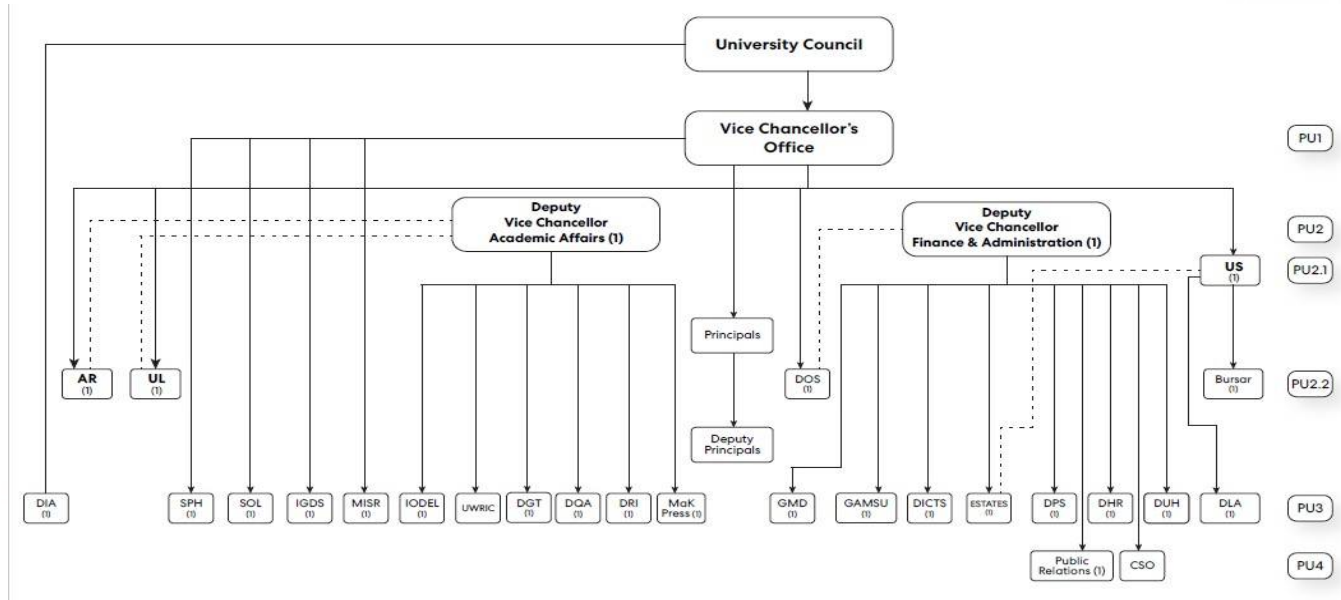 University Council
Vice Chancellor's
Office
PU1
Deputy
Vice Chancellor
Academic Affairs (1)
Deputy
Vice Chancellor
Finance & Administration (1)
PU2
US
(1)
PU2.1
Principals
AR
(1)
UL
(1)
DOS
(1)
Bursar
(1)
PU2.2
Deputy
Principals
DIA
(1)
SPH
(1)
SOL
(1)
IGDS
(1)
MISR
(1)
IODEL
(1)
UWRIC
DGT
(1)
DQA
(1)
DRI
(1)
MaK
Press (1)
GMD
(1)
GAMSU
(1)
DICTS
(1)
ESTATES
(1)
DPS
(1)
DHR
(1)
DUH
(1)
DLA
(1)
PU3
Public
Relations (1)
CSO
PU4